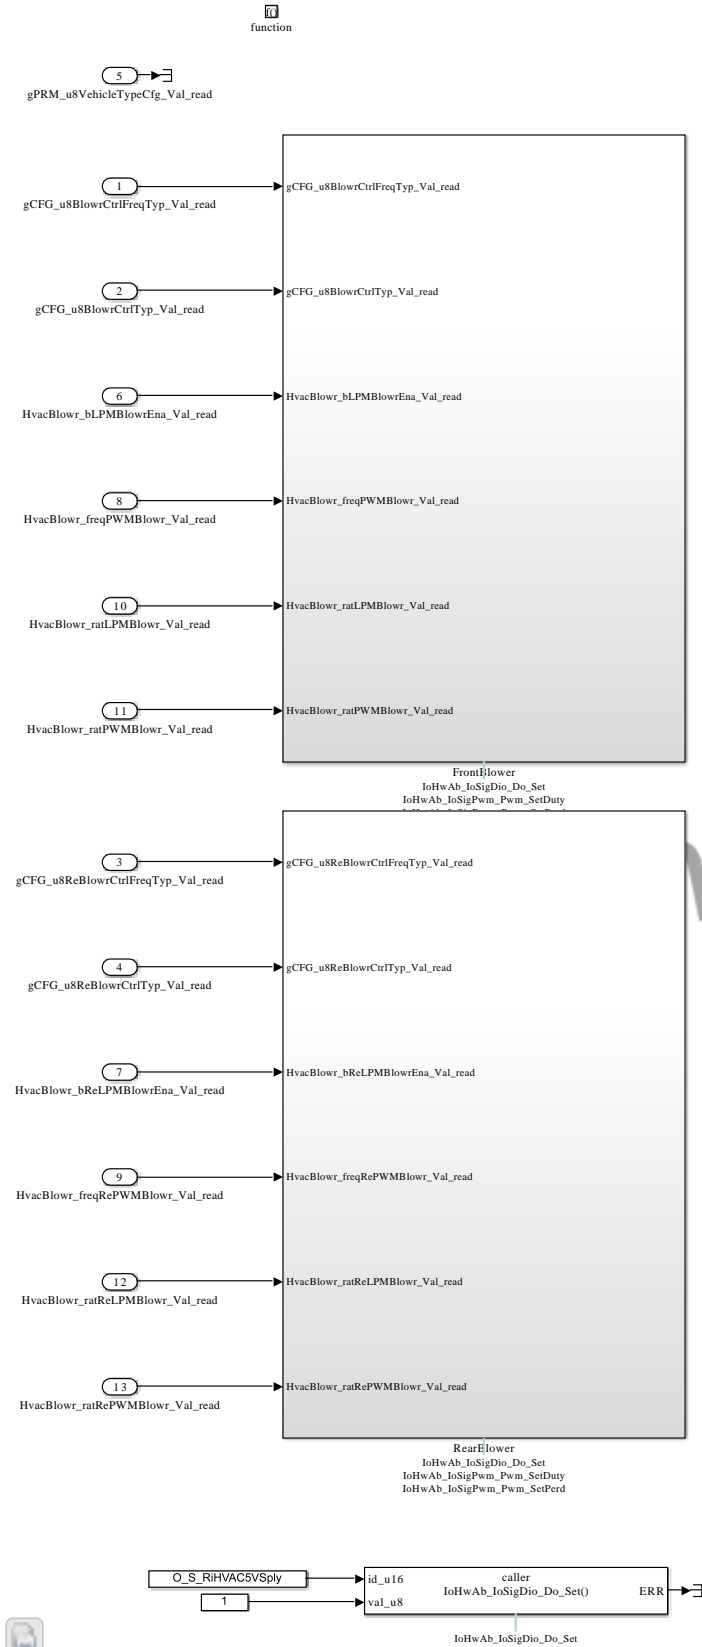 f()
function
5
gPRM_u8VehicleTypeCfg_Val_read
1
gCFG_u8BlowrCtrlFreqTyp_Val_read
gCFG_u8BlowrCtrlFreqTyp_Val_read
2
gCFG_u8BlowrCtrlTyp_Val_read
gCFG_u8BlowrCtrlTyp_Val_read
6
HvacBlowr_bLPMBlowrEna_Val_read
HvacBlowr_bLPMBlowrEna_Val_read
8
HvacBlowr_freqPWMBlowr_Val_read
HvacBlowr_freqPWMBlowr_Val_read
10
HvacBlowr_ratLPMBlowr_Val_read
HvacBlowr_ratLPMBlowr_Val_read
11
HvacBlowr_ratPWMBlowr_Val_read
HvacBlowr_ratPWMBlowr_Val_read
FrontBlower
IoHwAb_IoSigDio_Do_Set
IoHwAb_IoSigPwm_Pwm_SetDuty
3
gCFG_u8ReBlowrCtrlFreqTyp_Val_read
gCFG_u8ReBlowrCtrlFreqTyp_Val_read
4
gCFG_u8ReBlowrCtrlTyp_Val_read
gCFG_u8ReBlowrCtrlTyp_Val_read
7
HvacBlowr_bReLPMBlowrEna_Val_read
HvacBlowr_bReLPMBlowrEna_Val_read
9
HvacBlowr_freqRePWMBlowr_Val_read
HvacBlowr_freqRePWMBlowr_Val_read
12
HvacBlowr_ratReLPMBlowr_Val_read
HvacBlowr_ratReLPMBlowr_Val_read
13
HvacBlowr_ratRePWMBlowr_Val_read
HvacBlowr_ratRePWMBlowr_Val_read
RearBlower
IoHwAb_IoSigDio_Do_Set
IoHwAb_IoSigPwm_Pwm_SetDuty
IoHwAb_IoSigPwm_Pwm_SetPerd
O_S_RiHVAC5VSply
1
id_u16
val_u8
caller
IoHwAb_IoSigDio_Do_Set()
ERR
IoHwAb_IoSigDio_Do_Set